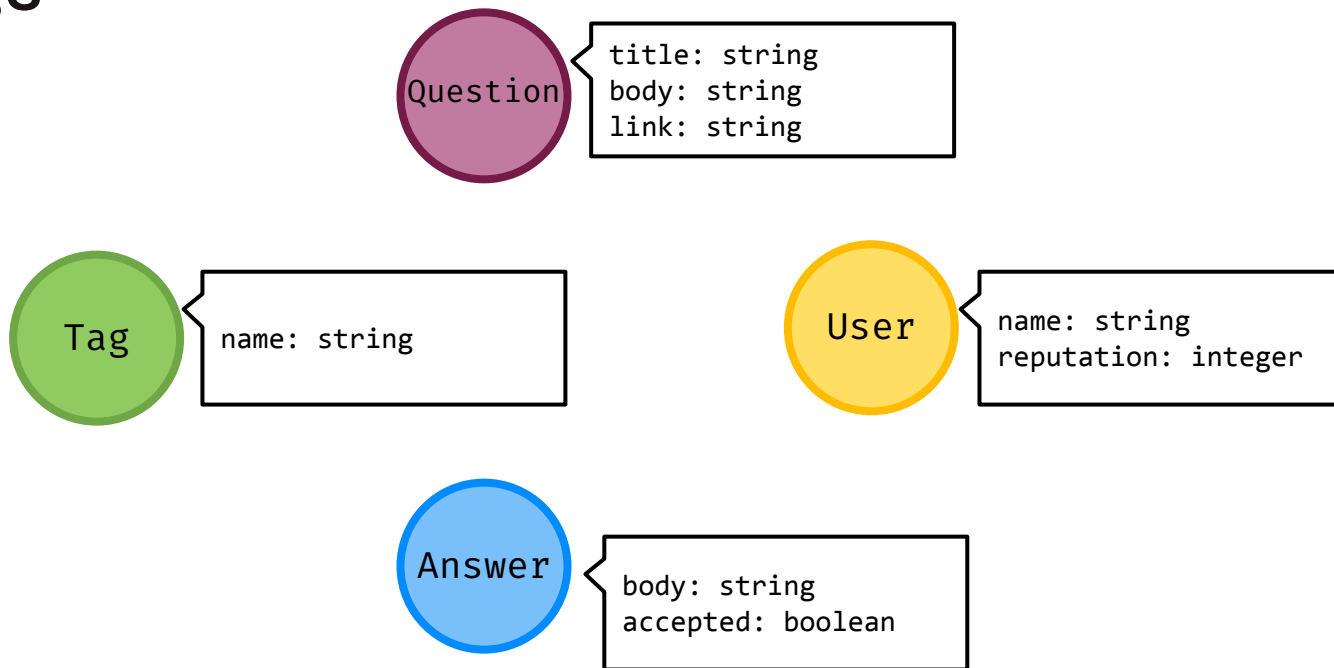 Question
title: string
body: string
link: string
Tag
name: string
User
name: string
reputation: integer
Answer
body: string
accepted: boolean